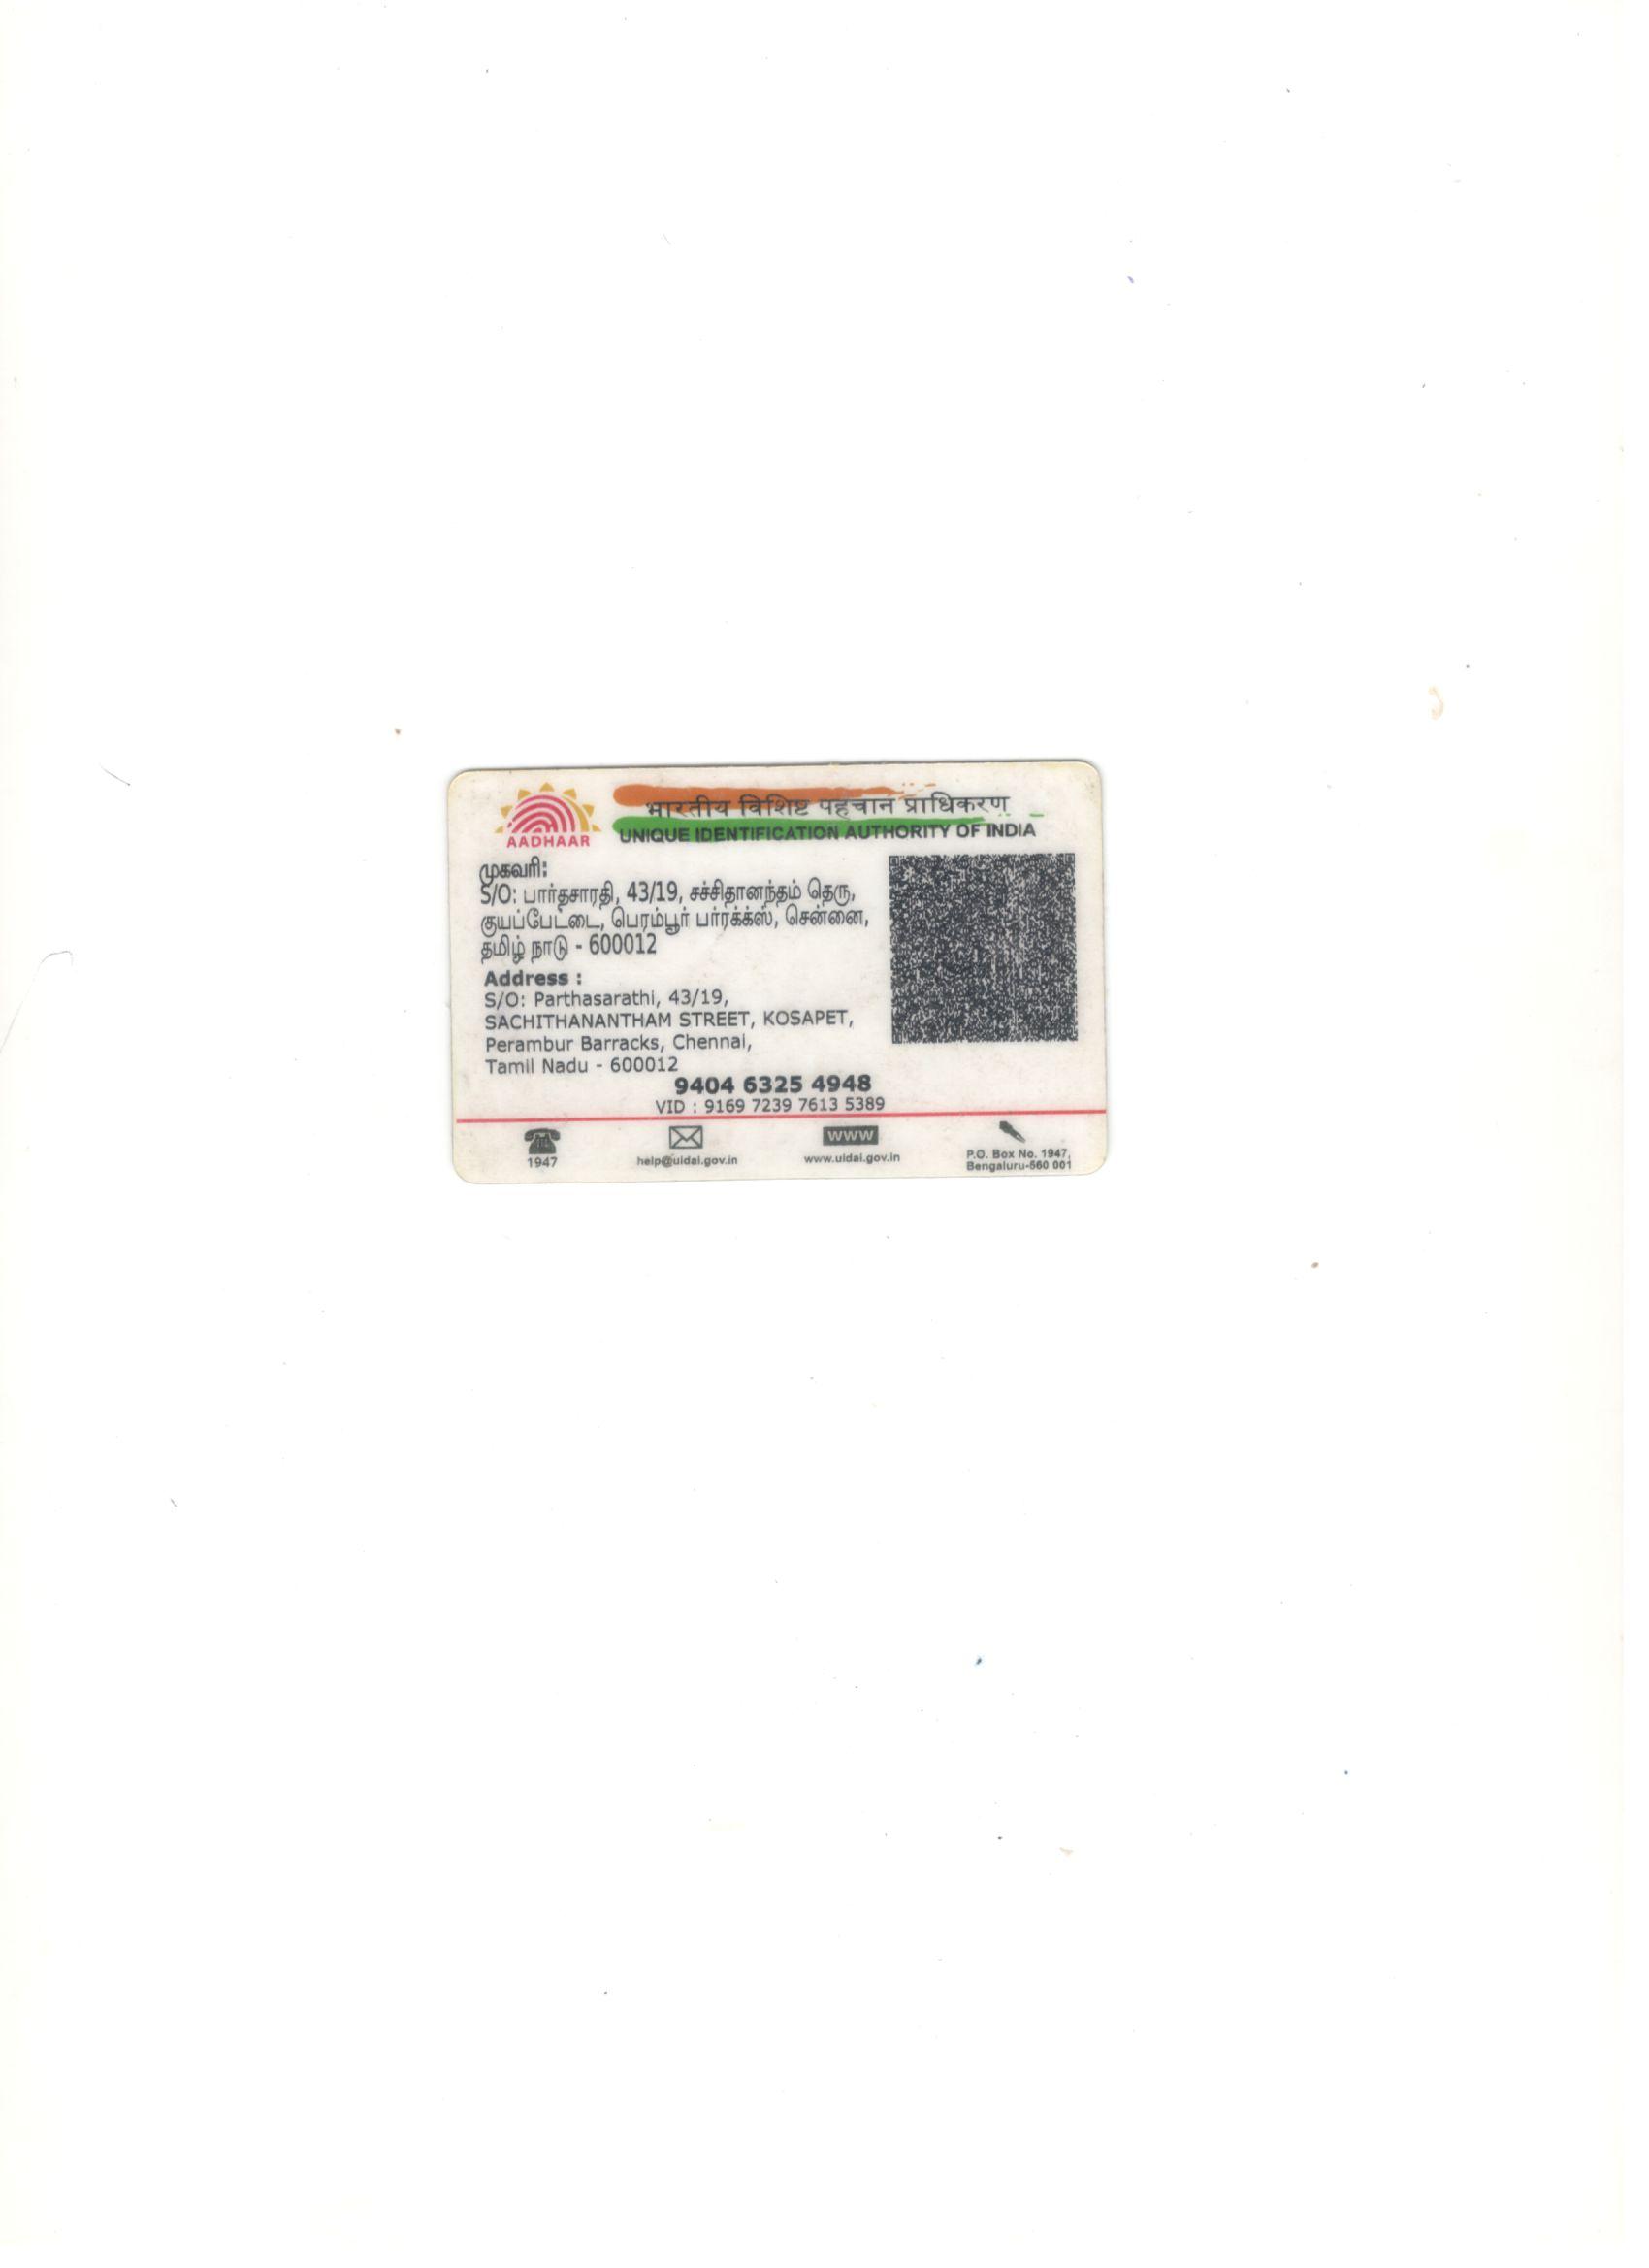 AADHAAR
भारतीय विशिष्ट पहचान प्राधिकरण
UNIQUE IDENTIFICATION AUTHORITY OF INDIA
முகவரி:
S/O: பார்தசாரதி, 43/19, சச்சிதானந்தம் தெரு,
குயப்பேட்டை, பெரம்பூர் பர்ரக்க்ஸ், சென்னை,
தமிழ் நாடு - 600012
Address :
S/O: Parthasarathi, 43/19,
SACHITHANANTHAM STREET, KOSAPET,
Perambur Barracks, Chennai,
Tamil Nadu - 600012
9404 6325 4948
VID : 9169 7239 7613 5389
1947
help@uidai.gov.in
www
www.uidai.gov.in
P.O. Box No. 1947,
Bengaluru-560 001